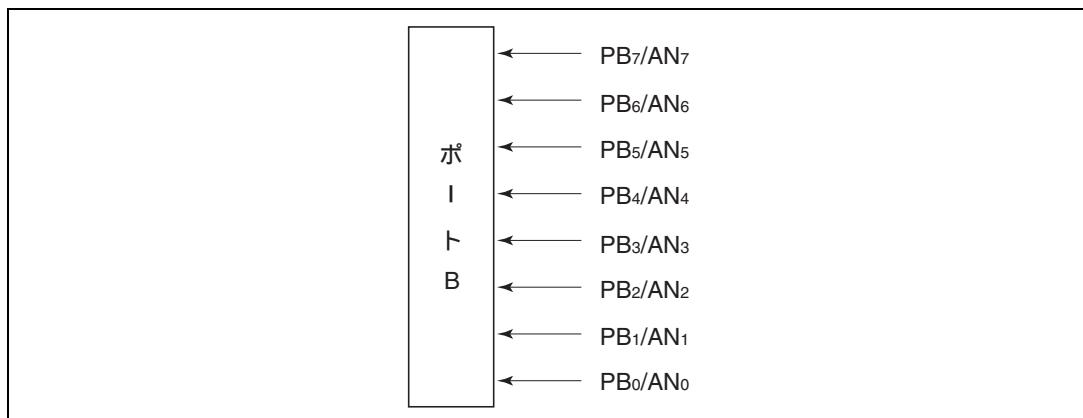 ポートB
PB7/AN7
PB6/AN6
PB5/AN5
PB4/AN4
PB3/AN3
PB2/AN2
PB1/AN1
PB0/AN0